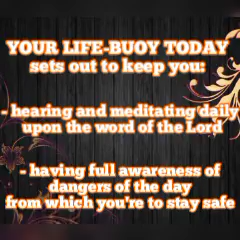 YOUR LIFE-BUOY TODAY
sets out to keep you:
- hearing and meditating daily
upon the word of the Lord
- having full awareness of
dangers of the day
from which you're to stay safe